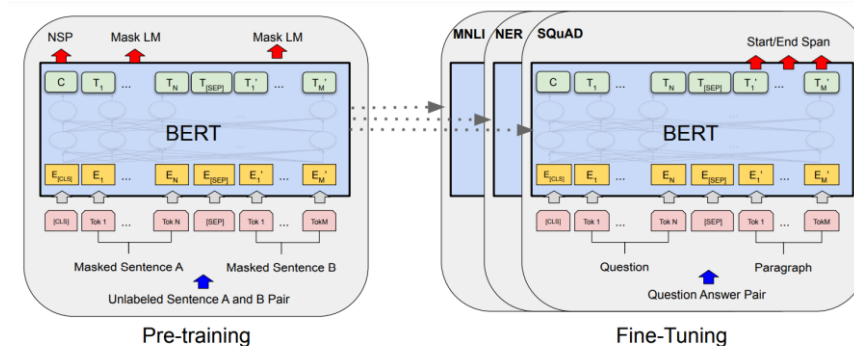 NSP Mask LM Mask LM
C T1 ... TN T[SEP] T1' ... TM'
BERT
E[CLS] E1 ... EN E[SEP] E1' ... EM'
[CLS] Tok 1 ... Tok N [SEP] Tok 1 ... TokM
Masked Sentence A Masked Sentence B
Unlabeled Sentence A and B Pair
Pre-training
MNLI NER SQuAD
Start/End Span
C T1 ... TN T[SEP] T1' ... TM'
BERT
E[CLS] E1 ... EN E[SEP] E1' ... EM'
[CLS] Tok 1 ... Tok N [SEP] Tok 1 ... TokM
Question Paragraph
Question Answer Pair
Fine-Tuning